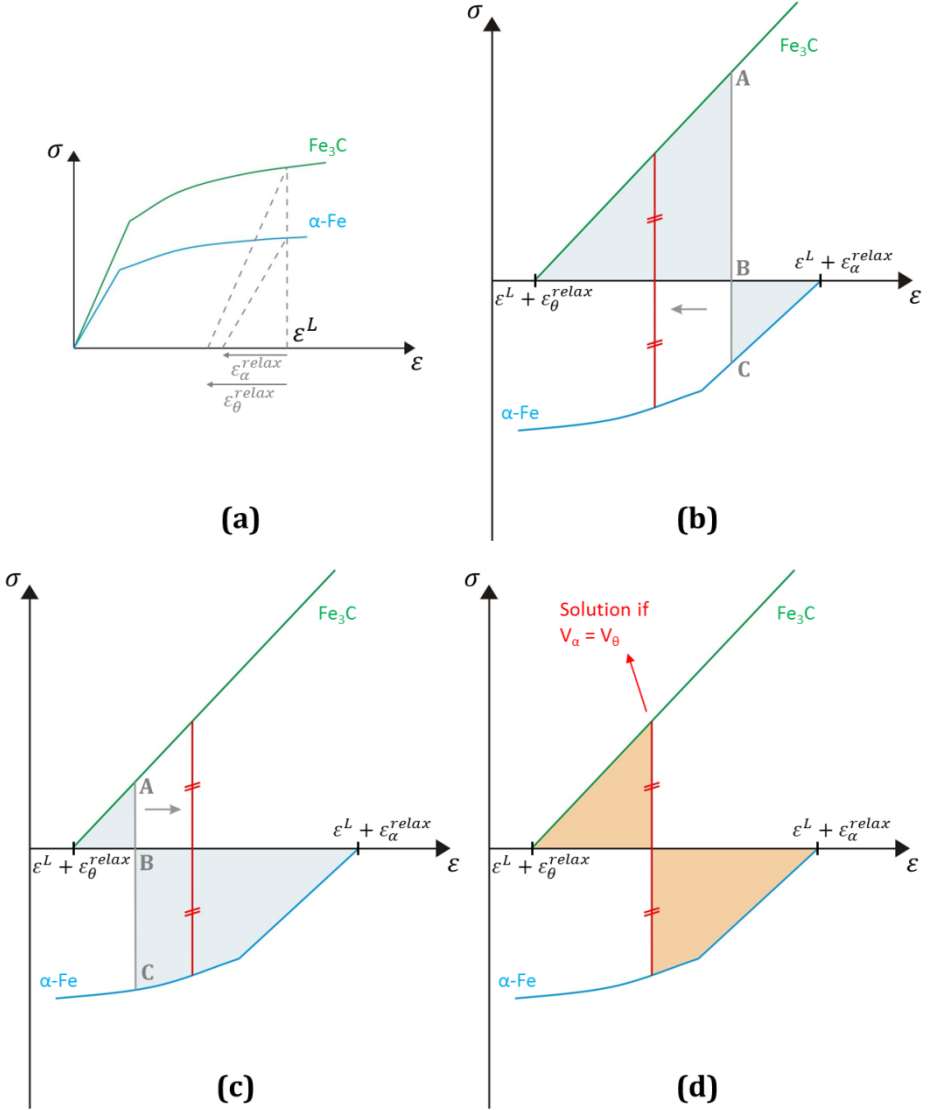 σ
Fe₃C
α-Fe
ε^L
ε
ε_α^relax
ε_θ^relax
(a)
σ
Fe₃C
A
B
ε^L + ε_α^relax
ε^L + ε_θ^relax
ε
C
α-Fe
(b)
σ
Fe₃C
A
ε^L + ε_α^relax
ε^L + ε_θ^relax
B
ε
C
α-Fe
(c)
σ
Solution if
V_α = V_θ
Fe₃C
ε^L + ε_α^relax
ε^L + ε_θ^relax
ε
α-Fe
(d)